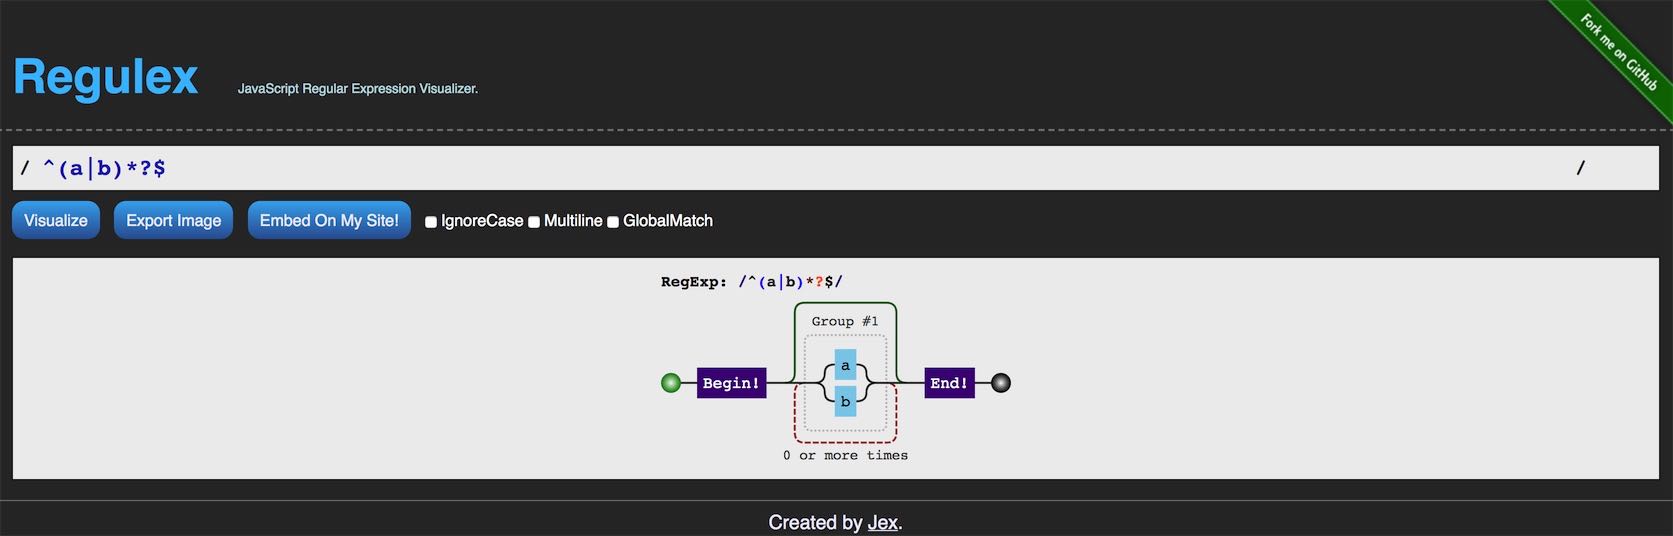 Fork me on GitHub
Regulex
JavaScript Regular Expression Visualizer.
/ ^(a|b)*?$ /
Visualize Export Image Embed On My Site! IgnoreCase Multiline GlobalMatch
RegExp: /^(a|b)*?$/
Group #1
a
Begin! End!
b
0 or more times
Created by Jex.